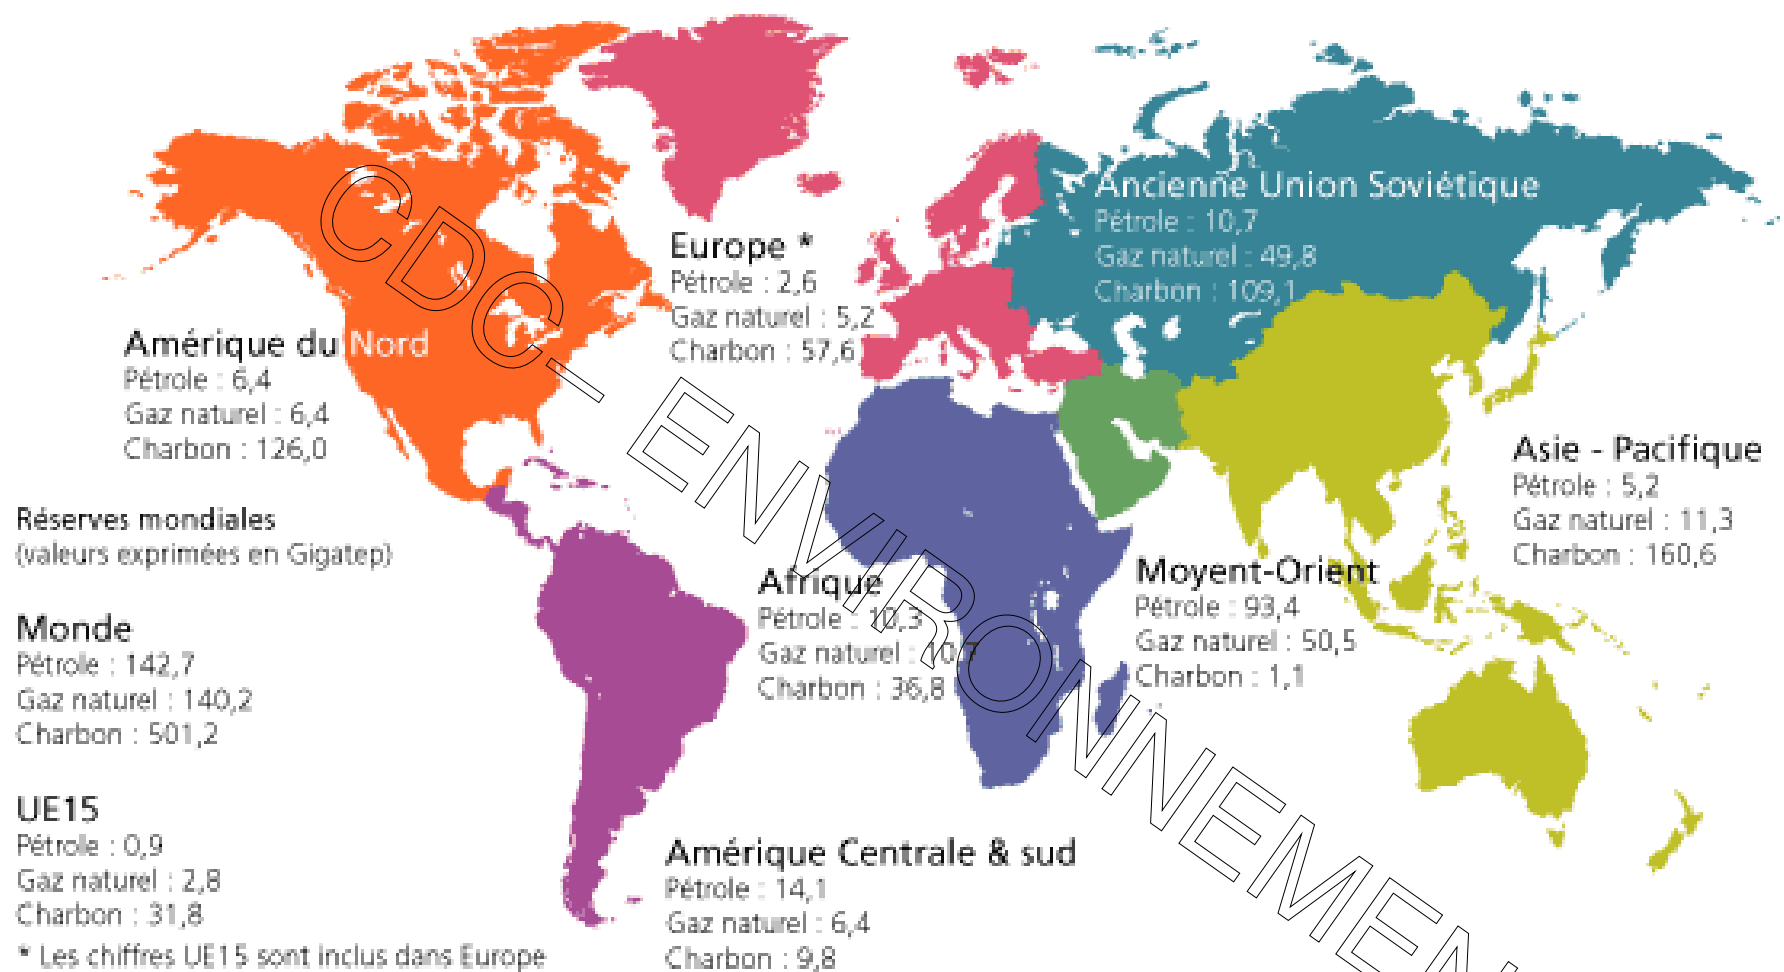 Ancienne Union Soviétique
Pétrole : 10,7
Gaz naturel : 49,8
Charbon : 109,1
Europe *
Pétrole : 2,6
Gaz naturel : 5,2
Charbon : 57,6
Amérique du Nord
Pétrole : 6,4
Gaz naturel : 6,4
Charbon : 126,0
Asie - Pacifique
Pétrole : 5,2
Gaz naturel : 11,3
Charbon : 160,6
Réserves mondiales
(valeurs exprimées en Gigatep)
Afrique
Pétrole : 10,3
Gaz naturel : 10,7
Charbon : 36,8
Moyent-Orient
Pétrole : 93,4
Gaz naturel : 50,5
Charbon : 1,1
Monde
Pétrole : 142,7
Gaz naturel : 140,2
Charbon : 501,2
UE15
Pétrole : 0,9
Gaz naturel : 2,8
Charbon : 31,8
* Les chiffres UE15 sont inclus dans Europe
Amérique Centrale & sud
Pétrole : 14,1
Gaz naturel : 6,4
Charbon : 9,8
CDC- ENVIRONNEMEN